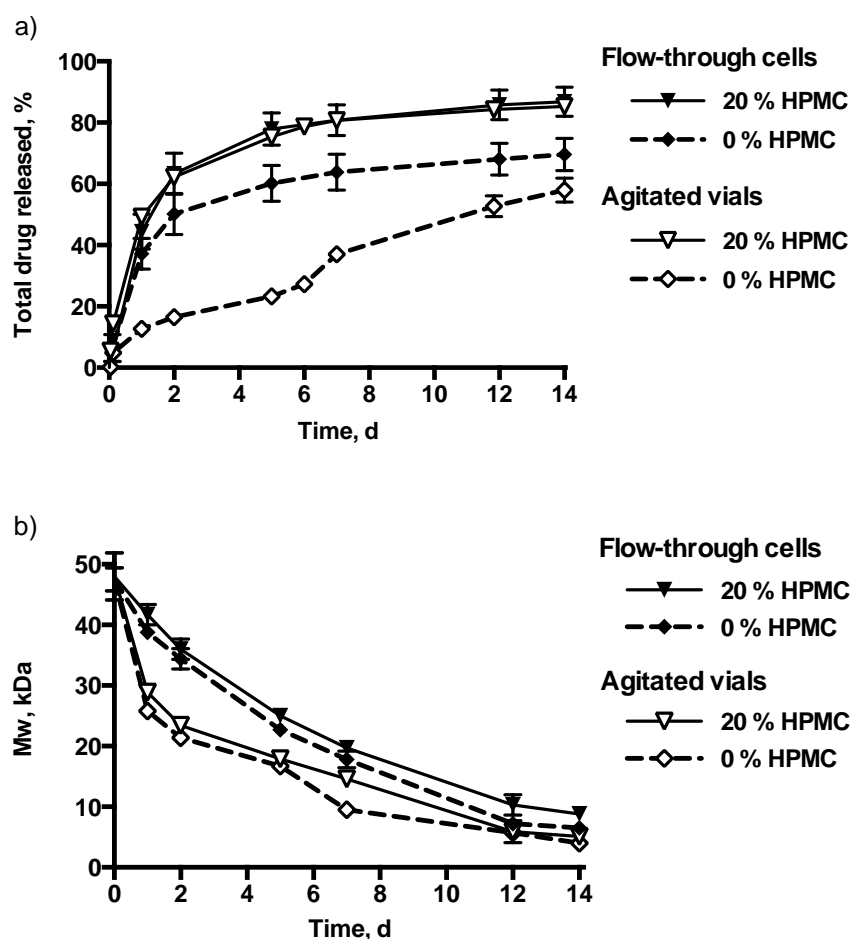 a)
Total drug released, %
100
80
60
40
20
0
0 2 4 6 8 10 12 14
Time, d
Flow-through cells
20 % HPMC
0 % HPMC
Agitated vials
20 % HPMC
0 % HPMC
b)
Mw, kDa
50
40
30
20
10
0
0 2 4 6 8 10 12 14
Time, d
Flow-through cells
20 % HPMC
0 % HPMC
Agitated vials
20 % HPMC
0 % HPMC